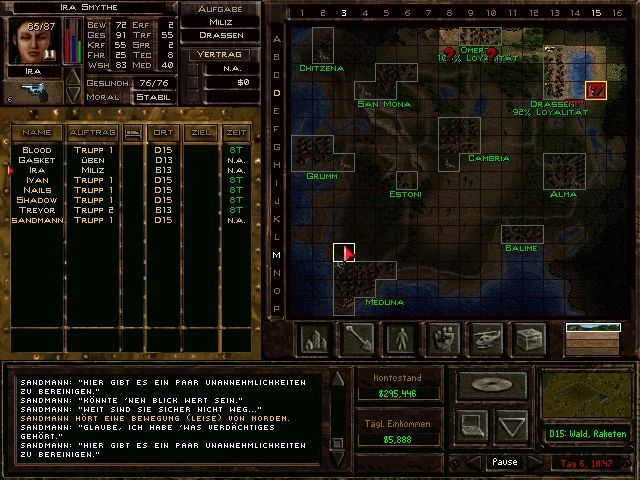 Ira Smythe
65/87
Ira
6
Bew 72 Erf 2
Ges 91 Trf 55
Krf 55 Spr 2
Fhr 25 Tec 8
Wsh 83 Med 40
Gesundh. 76/76
Moral Stabil
Aufgabe
Miliz
Drassen
Vertrag
N.A.
$0
Name Auftrag Ort Ziel Zeit
Blood Trupp 1 D15 8T
Gasket üben D13 N.A.
Ira Miliz B13 N.A.
Ivan Trupp 1 D15 8T
Nails Trupp 1 D15 8T
Shadow Trupp 1 D15 8T
Trevor Trupp 2 B13 8T
Sandmann Trupp 1 D15 N.A.
1 2 3 4 5 6 7 8 9 10 11 12 13 14 15 16
A
B
C
D
E
F
G
H
I
J
K
L
M
N
O
P
Chitzena
San Mona
Grumm
Estoni
Cambria
Alma
Balime
Meduna
Drassen
92% Loyalität
Sandmann: "Hier gibt es ein paar Unannehmlichkeiten
zu bereinigen."
Sandmann: "Könnte 'nen Blick wert sein."
Sandmann: "Weit sind sie sicher nicht weg..."
Sandmann hört eine Bewegung (leise) von Norden.
Sandmann: "Glaube, ich habe 'was Verdächtiges
gehört."
Sandmann: "Hier gibt es ein paar Unannehmlichkeiten
zu bereinigen."
Kontostand
$295,446
Tägl. Einkommen
$5,888
D15: Wald, Raketen
Pause
Tag 8, 10:47